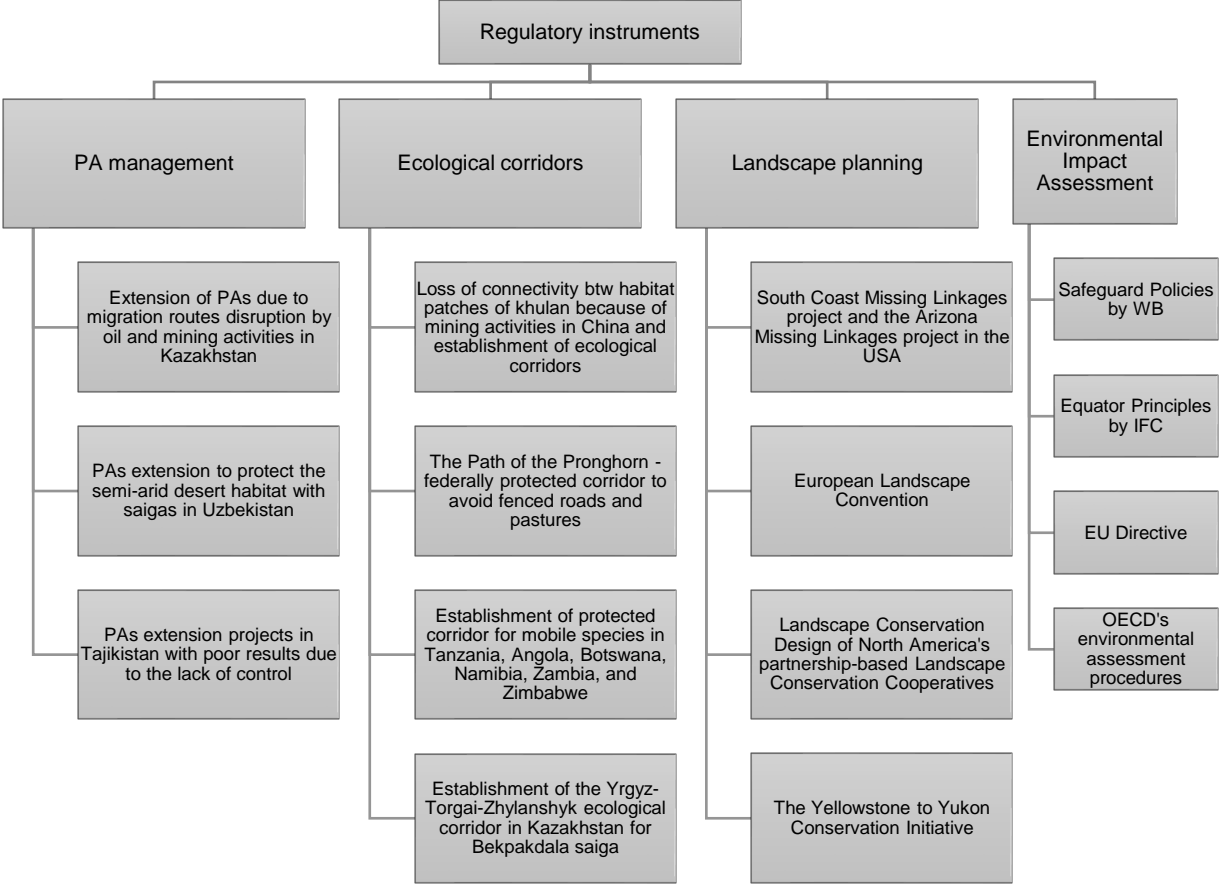 Regulatory instruments
PA management
Extension of PAs due to
migration routes disruption by
oil and mining activities in
Kazakhstan
PAs extension to protect the
semi-arid desert habitat with
saigas in Uzbekistan
PAs extension projects in
Tajikistan with poor results due
to the lack of control
Ecological corridors
Loss of connectivity btw habitat
patches of khulan because of
mining activities in China and
establishment of ecological
corridors
The Path of the Pronghorn -
federally protected corridor to
avoid fenced roads and
pastures
Establishment of protected
corridor for mobile species in
Tanzania, Angola, Botswana,
Namibia, Zambia, and
Zimbabwe
Establishment of the Yrgyz-
Torgai-Zhylanshyk ecological
corridor in Kazakhstan for
Bekpakdala saiga
Landscape planning
South Coast Missing Linkages
project and the Arizona
Missing Linkages project in the
USA
European Landscape
Convention
Landscape Conservation
Design of North America's
partnership-based Landscape
Conservation Cooperatives
The Yellowstone to Yukon
Conservation Initiative
Environmental
Impact
Assessment
Safeguard Policies
by WB
Equator Principles
by IFC
EU Directive
OECD's
environmental
assessment
procedures